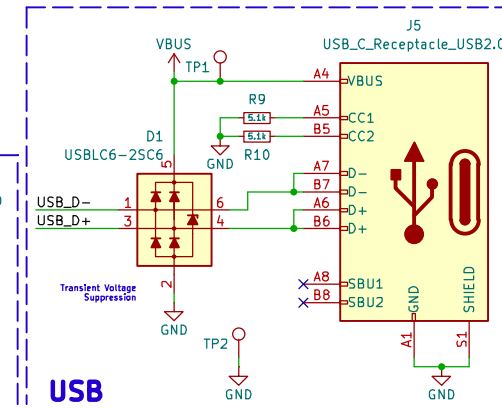 J5
USB_C_Receptacle_USB2.0
VBUS
TP1
A4
VBUS
R9
5.1k
A5
CC1
5.1k
B5
CC2
R10
GND
D1
USBLC6-2SC6
5
A7
D-
B7
D-
USB_D-
1
6
A6
D+
USB_D+
3
4
B6
D+
2
Transient Voltage
Suppression
A8
SBU1
B8
SBU2
GND
SHIELD
GND
A1
S1
TP2
GND
GND
USB